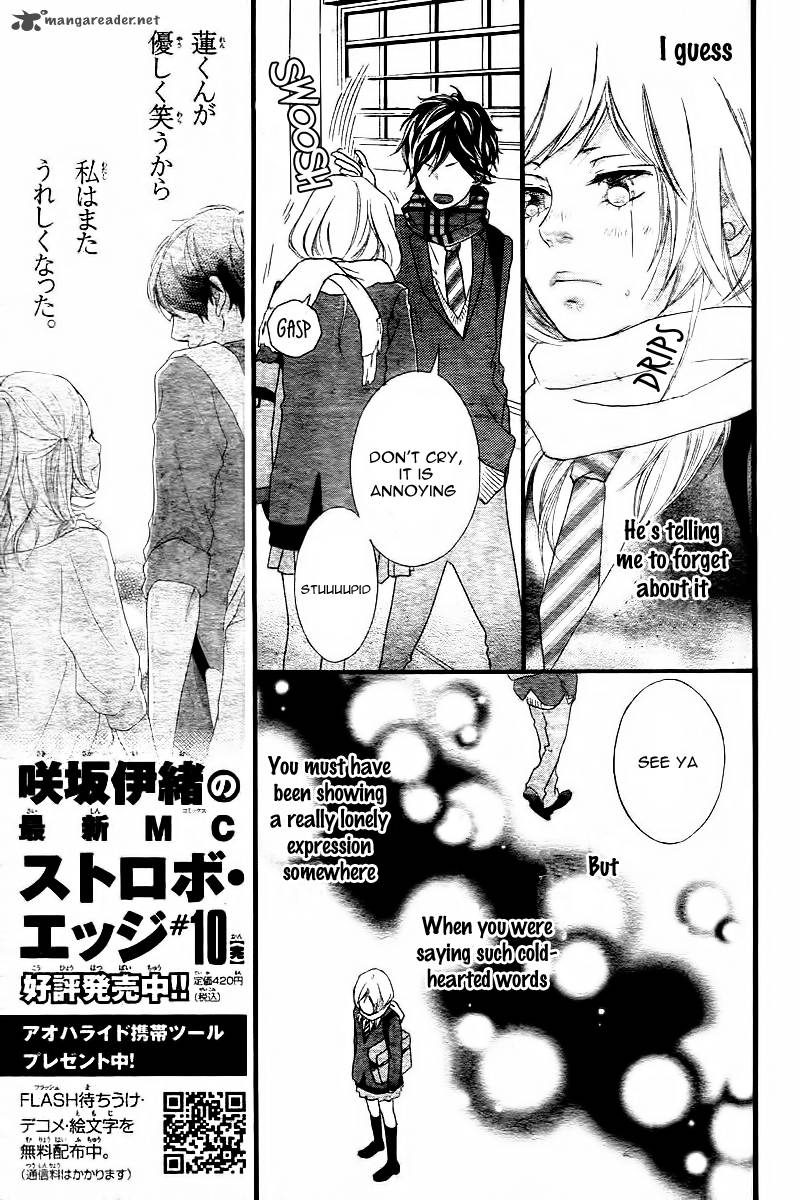 mangareader.net
I guess
DRIPS
He's telling
me to forget
about it
SWOOSH
GASP
DON'T CRY,
IT IS
ANNOYING
STUUUUPID
SEE YA
But
When you were
saying such cold-
hearted words
You must have
been showing
a really lonely
expression
somewhere
蓮くんが
優しく笑うから
私はまた
うれしくなった。
咲坂伊緒の
最新MC
ストロボ・
エッジ#10【完】
好評発売中!! 定価420円
(税込)
アオハライド携帯ツール
プレゼント中!
FLASH待ちうけ・
デコメ・絵文字を
無料配布中。
(通信料はかかります)